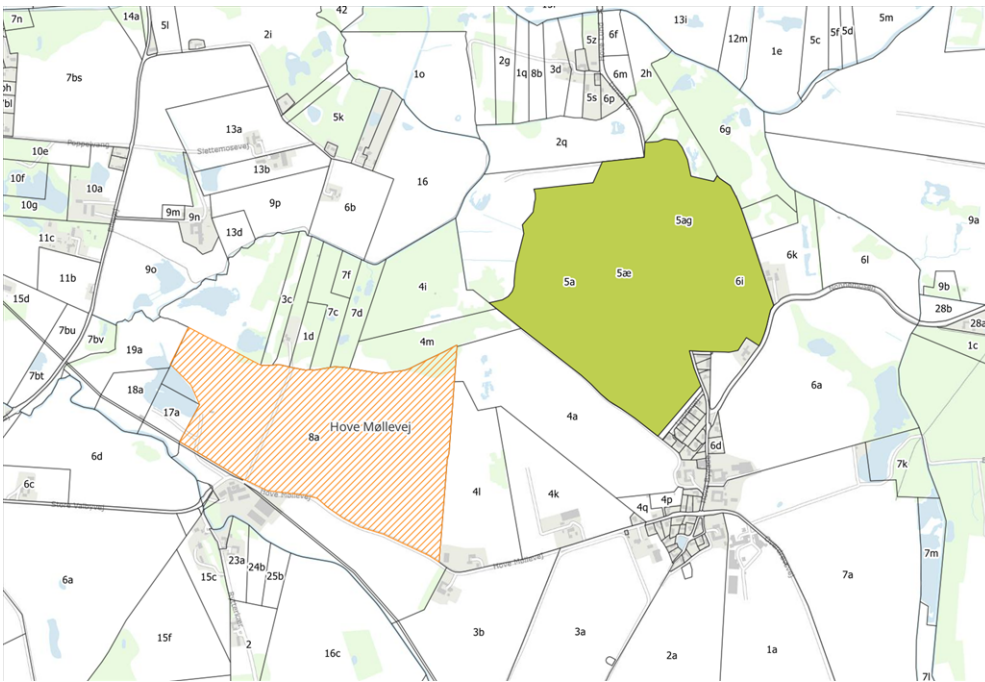 7n
14a
5l
42
13i
5m
2i
5z
6f
12m
5c
5f
5d
1e
7bs
1o
2g
1q
8b
3d
6m
2h
5s
6p
7bl
5k
13a
6g
2q
Slettemosevej
10e
13b
16
10f
10a
9p
6b
10g
9m
9n
5ag
9a
13d
11c
6k
6l
9o
7f
4i
5a
5æ
6i
11b
9b
15d
3c
7c
7d
28b
28a
7bu
1d
7bv
4m
1c
19a
7bt
18a
6a
17a
4a
Hove Møllevej
8a
6d
6d
7k
6c
4l
4k
4q
4p
Hove Møllevej
Hove Møllevej
7m
23a
24b
25b
15c
6a
7a
15f
3b
3a
2
16c
2a
1a
7l